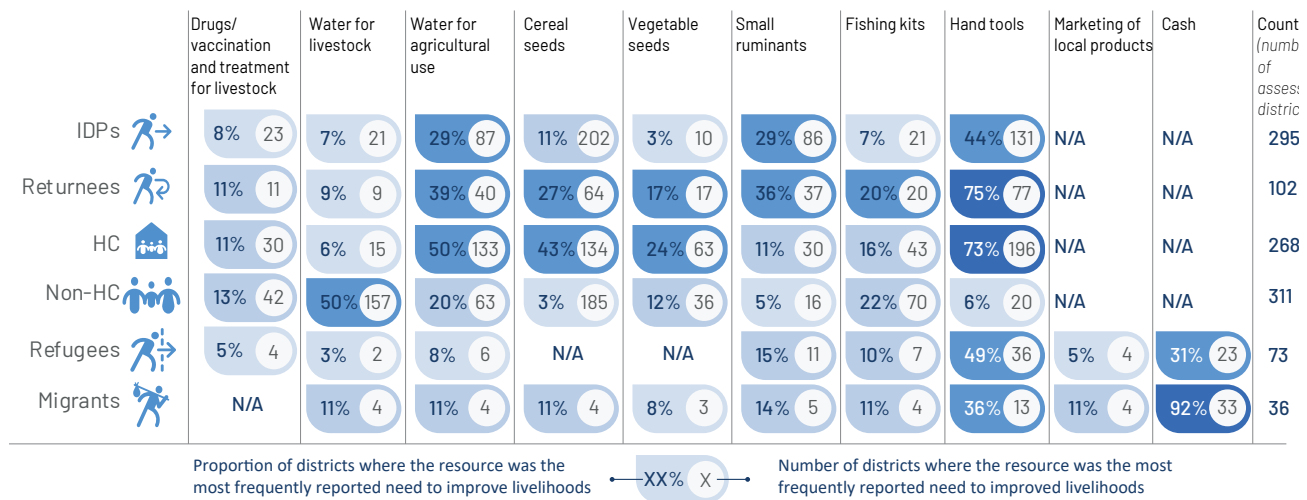 Drugs/ vaccination and treatment for livestock
Water for livestock
Water for agricultural use
Cereal seeds
Vegetable seeds
Small ruminants
Fishing kits
Hand tools
Marketing of local products
Cash
IDPs 8% 23 7% 21 29% 87 11% 202 3% 10 29% 86 7% 21 44% 131 N/A N/A 295
Returnees 11% 11 9% 9 39% 40 27% 64 17% 17 36% 37 20% 20 75% 77 N/A N/A 102
HC 11% 30 6% 15 50% 133 43% 134 24% 63 11% 30 16% 43 73% 196 N/A N/A 268
Non-HC 13% 42 50% 157 20% 63 3% 185 12% 36 5% 16 22% 70 6% 20 N/A N/A 311
Refugees 5% 4 3% 2 8% 6 N/A N/A 15% 11 10% 7 49% 36 5% 4 31% 23 73
Migrants N/A 11% 4 11% 4 11% 4 8% 3 14% 5 11% 4 36% 13 11% 4 92% 33 36
Proportion of districts where the resource was the
most frequently reported need to improve livelihoods
XX% X
Number of districts where the resource was the most
frequently reported need to improved livelihoods